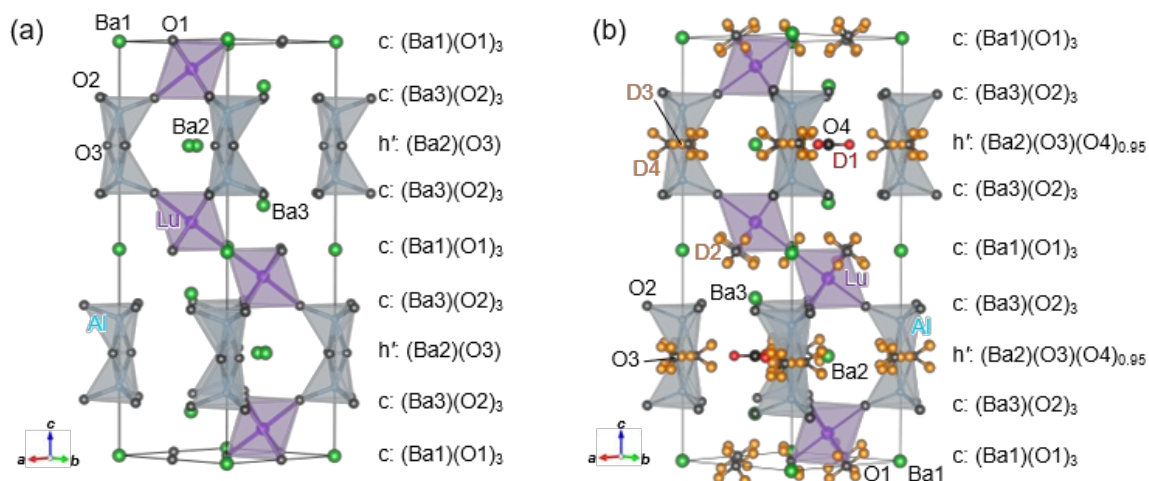 (a)
Ba1
O1
c: (Ba1)(O1)₃
O2
c: (Ba3)(O2)₃
Ba2
O3
h′: (Ba2)(O3)
c: (Ba3)(O2)₃
Ba3
Lu
c: (Ba1)(O1)₃
c: (Ba3)(O2)₃
Al
h′: (Ba2)(O3)
c: (Ba3)(O2)₃
c
a
b
c: (Ba1)(O1)₃
(b)
c: (Ba1)(O1)₃
D3
c: (Ba3)(O2)₃
O4
h′: (Ba2)(O3)(O4)₀.₉₅
D4
D1
c: (Ba3)(O2)₃
D2
c: (Ba1)(O1)₃
Lu
O2
Ba3
c: (Ba3)(O2)₃
Al
O3
h′: (Ba2)(O3)(O4)₀.₉₅
Ba2
c: (Ba3)(O2)₃
c
a
b
c: (Ba1)(O1)₃
O1
Ba1